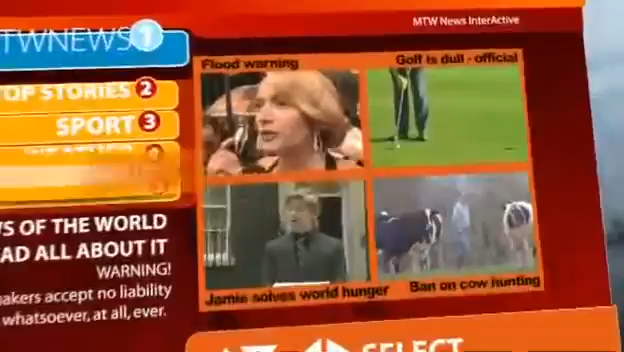 MTW News InterActive
TWNEWS 1
Flood warning
Golf is dull - official
OP STORIES 2
SPORT 3
WS OF THE WORLD
EAD ALL ABOUT IT
WARNING!
akers accept no liability
whatsoever, at all, ever.
Jamie solves world hunger
Ban on cow hunting
SELECT